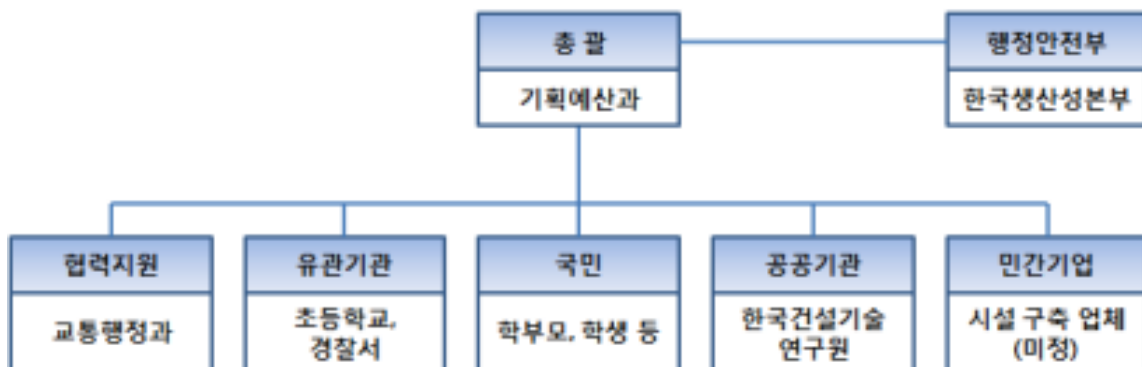 총 괄
기획예산과
행정안전부
한국생산성본부
협력지원
교통행정과
유관기관
초등학교,
경찰서
국민
학부모, 학생 등
공공기관
한국건설기술
연구원
민간기업
시설 구축 업체
(미정)